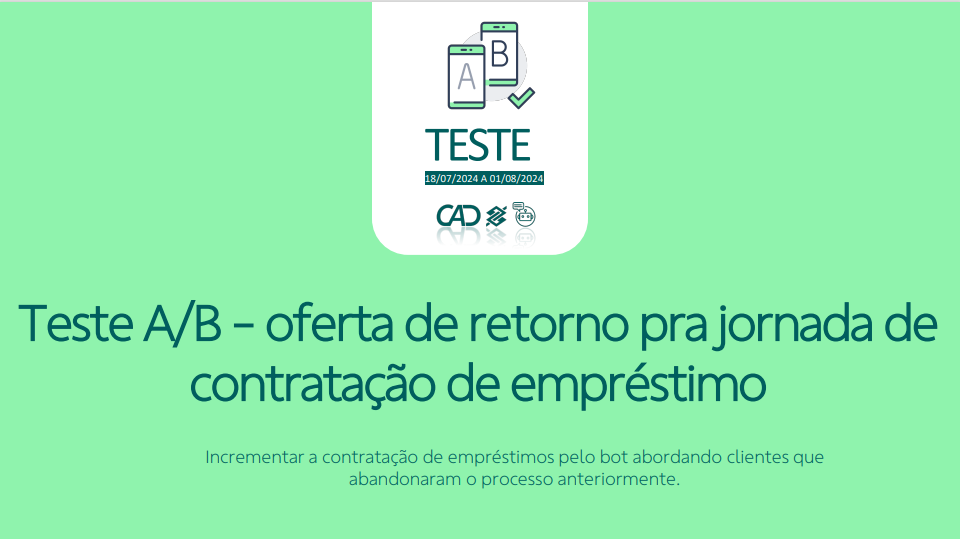 A
B
TESTE
18/07/2024 A 01/08/2024
CAD
Teste A/B – oferta de retorno pra jornada de
contratação de empréstimo
Incrementar a contratação de empréstimos pelo bot abordando clientes que
abandonaram o processo anteriormente.